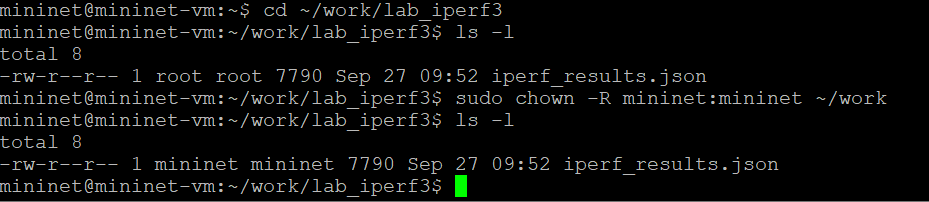 mininet@mininet-vm:~$ cd ~/work/lab_iperf3
mininet@mininet-vm:~/work/lab_iperf3$ ls -l
total 8
-rw-r--r-- 1 root root 7790 Sep 27 09:52 iperf_results.json
mininet@mininet-vm:~/work/lab_iperf3$ sudo chown -R mininet:mininet ~/work
mininet@mininet-vm:~/work/lab_iperf3$ ls -l
total 8
-rw-r--r-- 1 mininet mininet 7790 Sep 27 09:52 iperf_results.json
mininet@mininet-vm:~/work/lab_iperf3$